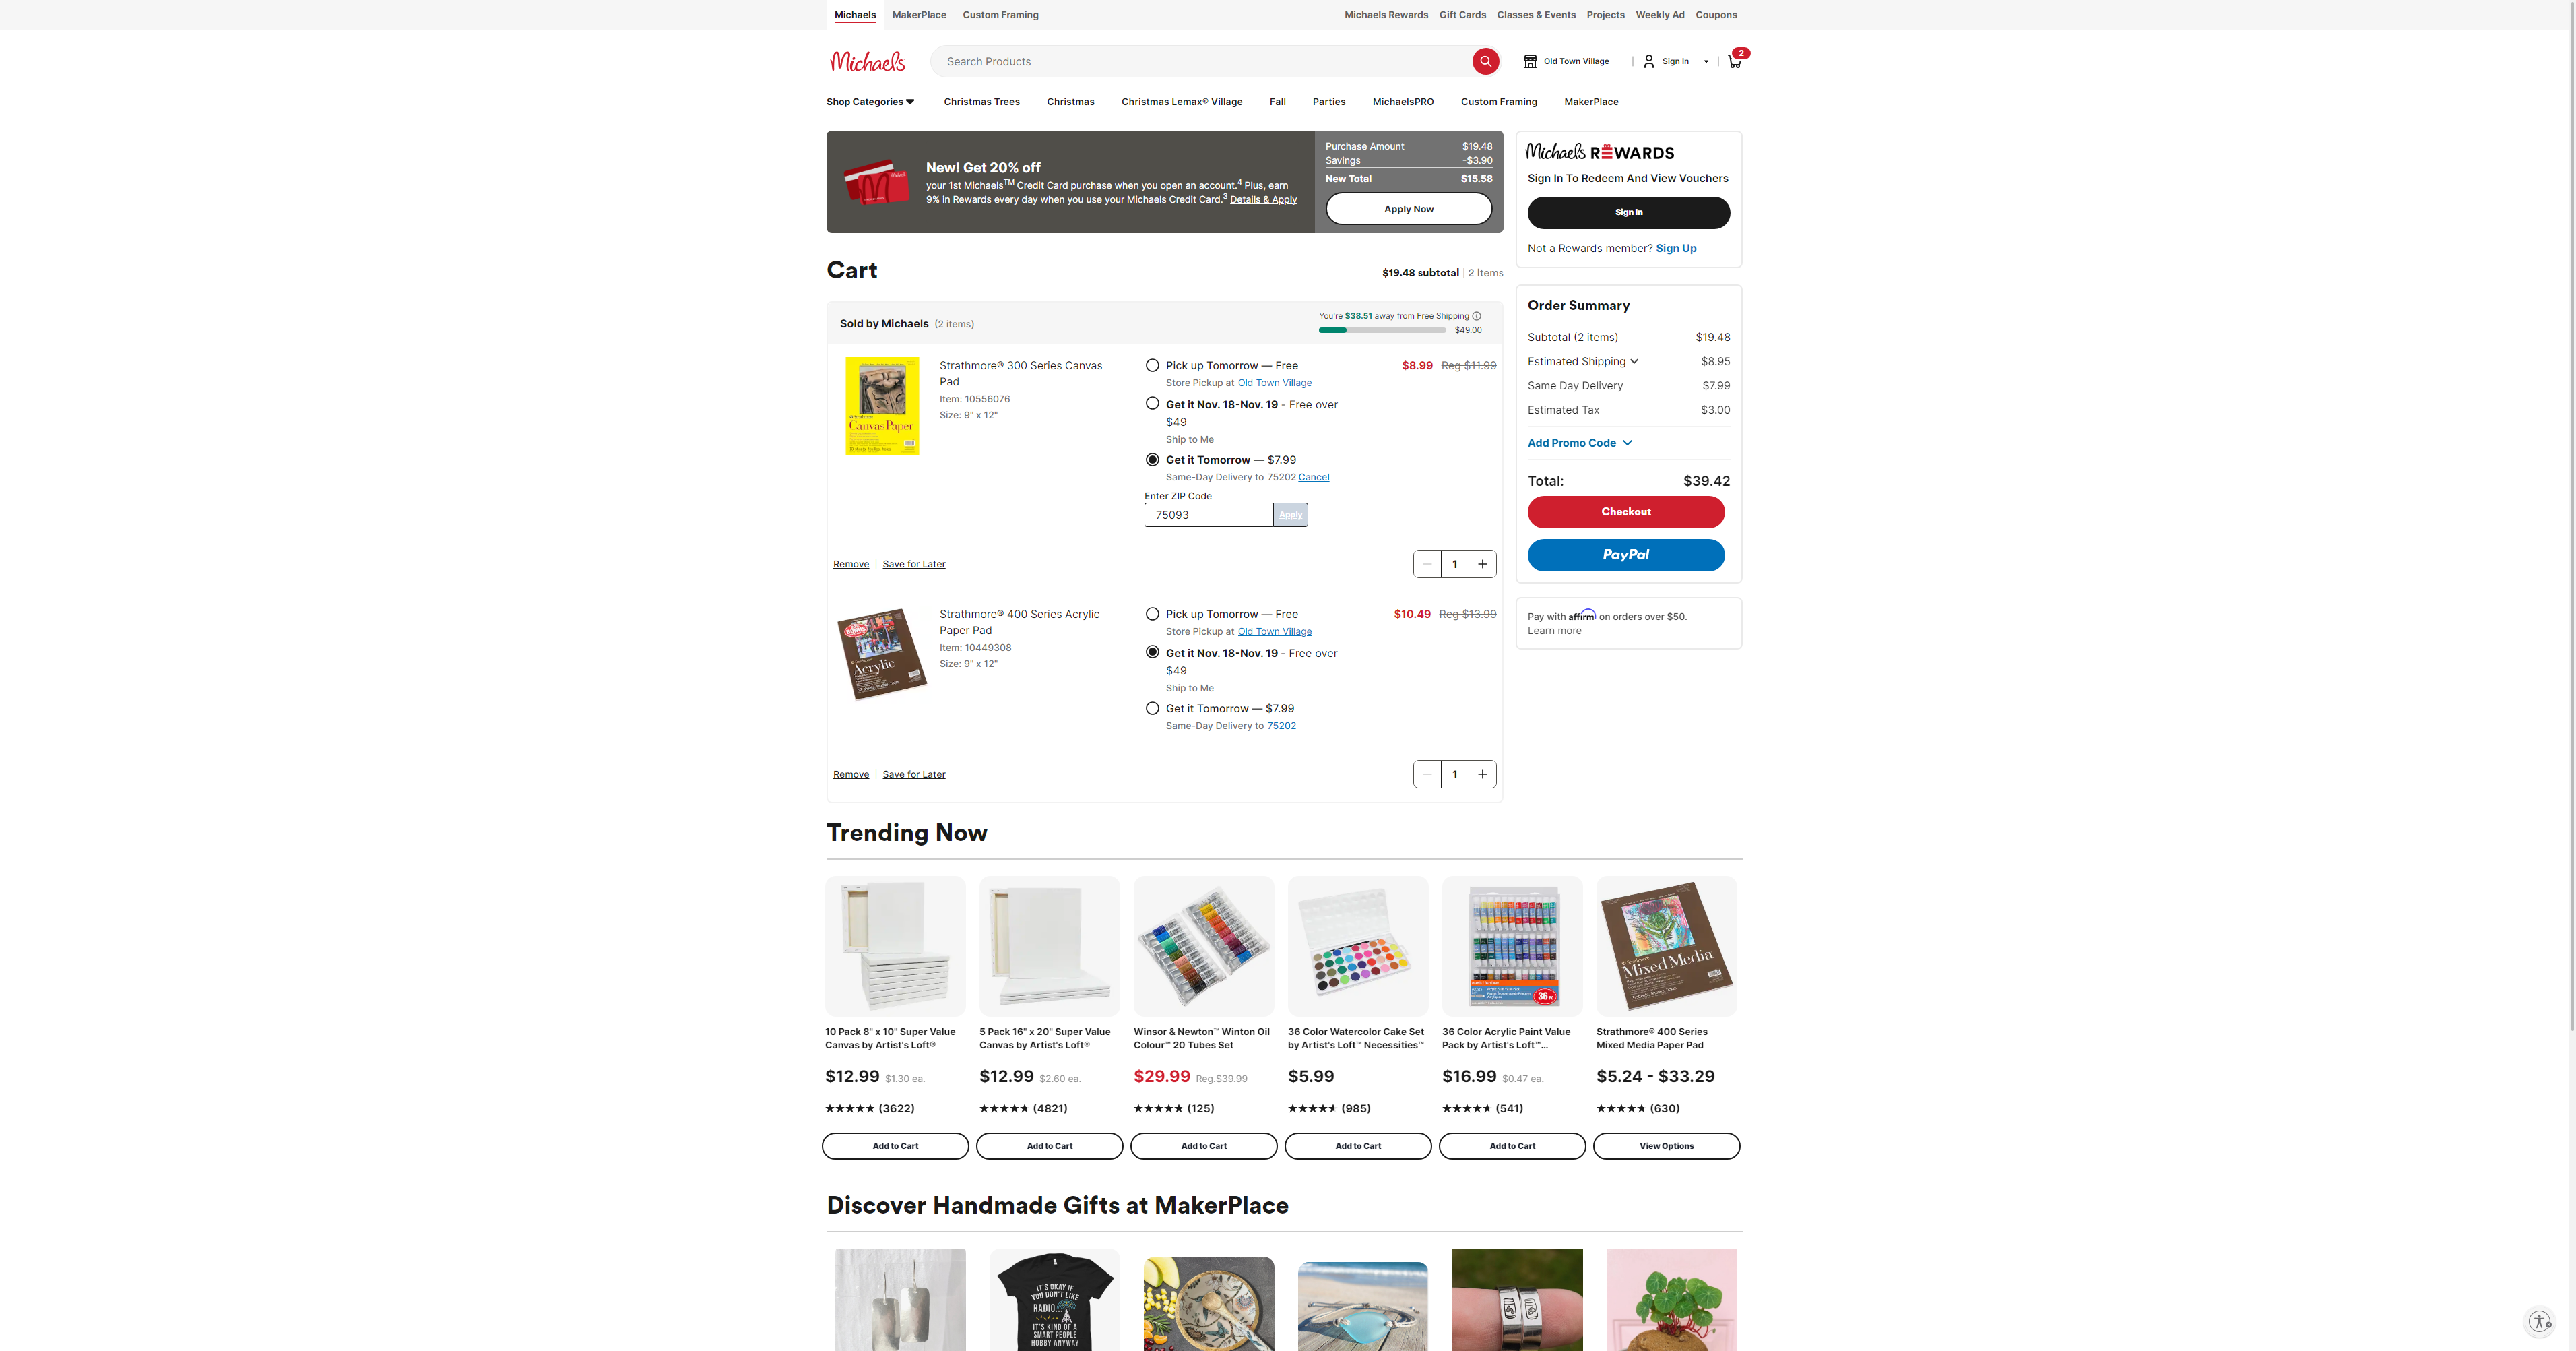 Michaels MakerPlace Custom Framing Michaels Rewards Gift Cards Classes & Events Projects Weekly Ad Coupons
Michaels Search Products Old Town Village | Sign In | 2
Shop Categories Christmas Trees Christmas Christmas Lemax® Village Fall Parties MichaelsPRO Custom Framing MakerPlace
New! Get 20% off
your 1st Michaels™ Credit Card purchase when you open an account.⁴ Plus, earn
9% in Rewards every day when you use your Michaels Credit Card.³ Details & Apply
Purchase Amount $19.48
Savings -$3.90
New Total $15.58
Apply Now
Michaels REWARDS
Sign In To Redeem And View Vouchers
Sign In
Not a Rewards member? Sign Up
Cart
$19.48 subtotal | 2 Items
Sold by Michaels (2 items)
You're $38.51 away from Free Shipping
$49.00
Canvas Paper
Strathmore® 300 Series Canvas
Pad
Item: 10556076
Size: 9" x 12"
Pick up Tomorrow — Free
Store Pickup at Old Town Village
Get it Nov. 18-Nov. 19 - Free over
$49
Ship to Me
Get it Tomorrow — $7.99
Same-Day Delivery to 75202 Cancel
Enter ZIP Code
75093 Apply
$8.99 Reg $11.99
Remove | Save for Later
1
Acrylic
Strathmore® 400 Series Acrylic
Paper Pad
Item: 10449308
Size: 9" x 12"
Pick up Tomorrow — Free
Store Pickup at Old Town Village
Get it Nov. 18-Nov. 19 - Free over
$49
Ship to Me
Get it Tomorrow — $7.99
Same-Day Delivery to 75202
$10.49 Reg $13.99
Remove | Save for Later
1
Order Summary
Subtotal (2 items) $19.48
Estimated Shipping $8.95
Same Day Delivery $7.99
Estimated Tax $3.00
Add Promo Code
Total: $39.42
Checkout
PayPal
Pay with affirm on orders over $50.
Learn more
Trending Now
10 Pack 8" x 10" Super Value
Canvas by Artist's Loft®
$12.99 $1.30 ea.
(3622)
Add to Cart
5 Pack 16" x 20" Super Value
Canvas by Artist's Loft®
$12.99 $2.60 ea.
(4821)
Add to Cart
Winsor & Newton™ Winton Oil
Colour™ 20 Tubes Set
$29.99 Reg.$39.99
(125)
Add to Cart
36 Color Watercolor Cake Set
by Artist's Loft™ Necessities™
$5.99
(985)
Add to Cart
36
36 Color Acrylic Paint Value
Pack by Artist's Loft™...
$16.99 $0.47 ea.
(541)
Add to Cart
Mixed Media
Strathmore® 400 Series
Mixed Media Paper Pad
$5.24 - $33.29
(630)
View Options
Discover Handmade Gifts at MakerPlace
IT'S OKAY IF
YOU DON'T LIKE
RADIO...
IT'S KIND OF A
SMART PEOPLE
HOBBY ANYWAY